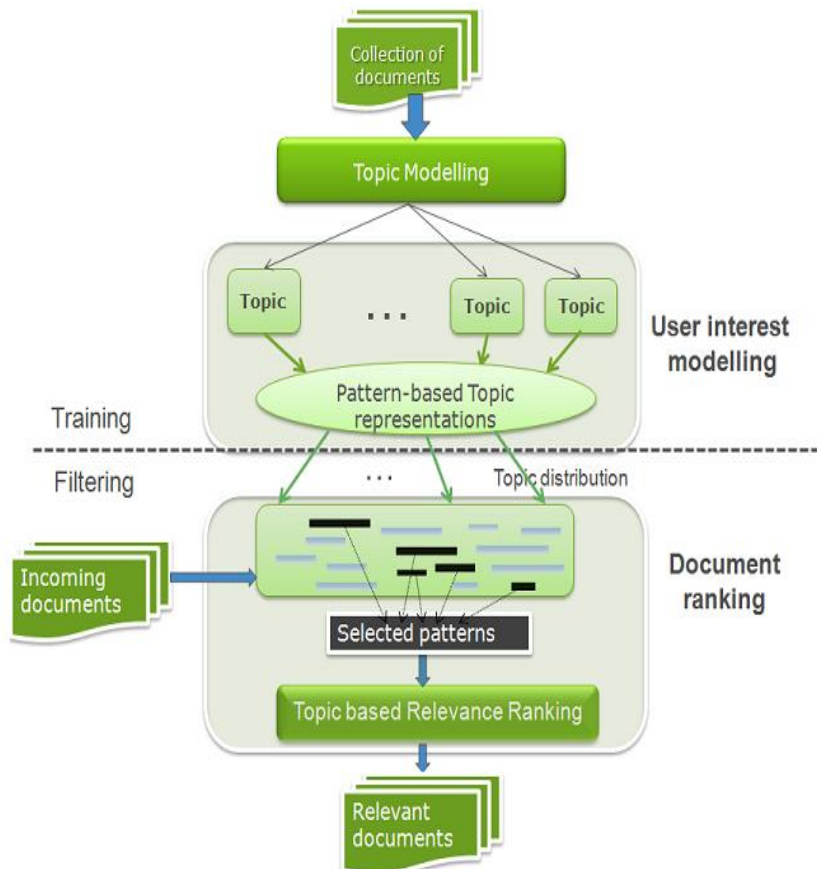 Collection of
documents
Topic Modelling
Topic
...
Topic
Topic
User interest
modelling
Pattern-based Topic
representations
Training
Filtering
...
Topic distribution
Incoming
documents
Document
ranking
Selected patterns
Topic based Relevance Ranking
Relevant
documents